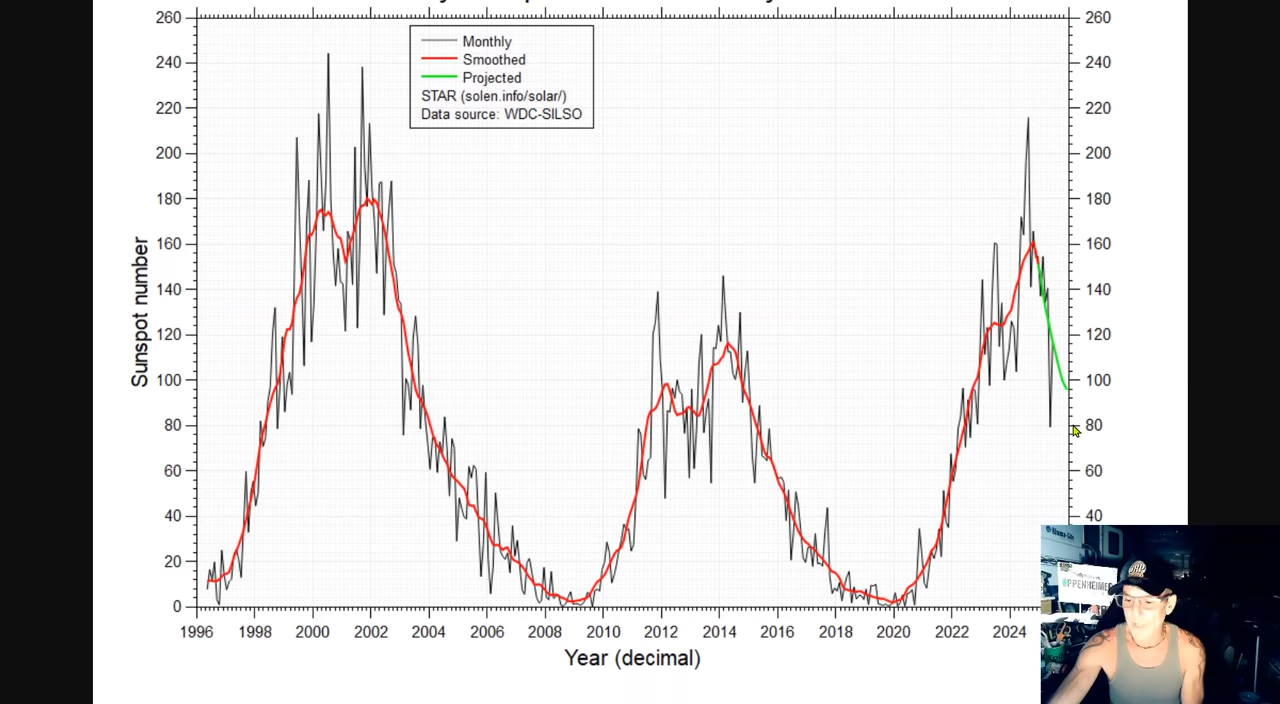 260
240
220
200
180
160
140
120
100
80
60
40
20
0
Sunspot number
Monthly
Smoothed
Projected
STAR (solen.info/solar/)
Data source: WDC-SILSO
260
240
220
200
180
160
140
120
100
80
60
40
1996 1998 2000 2002 2004 2006 2008 2010 2012 2014 2016 2018 2020 2022 2024
Year (decimal)
PPENHEIMER